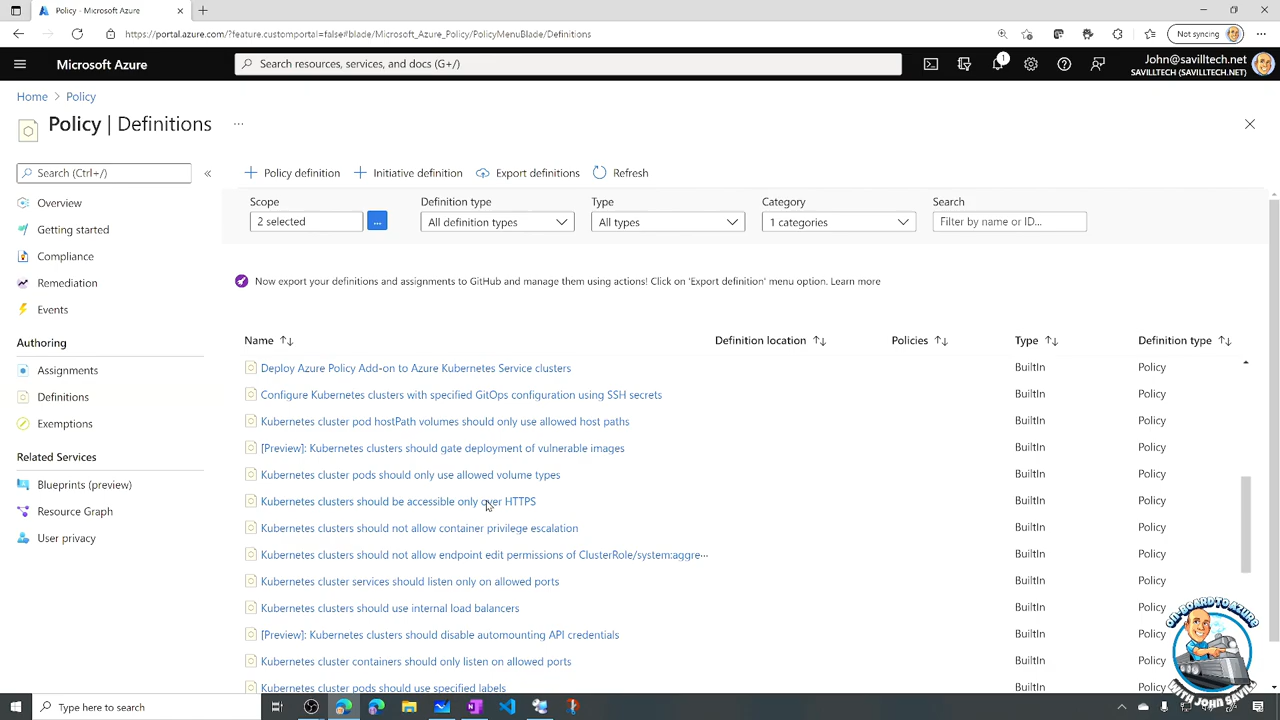 Policy - Microsoft Azure
https://portal.azure.com/?feature.customportal=false#blade/Microsoft_Azure_Policy/PolicyMenuBlade/Definitions
Not syncing
Microsoft Azure
Search resources, services, and docs (G+/)
1
John@savilltech.net
SAVILLTECH (SAVILLTECH.NET)
Home > Policy
Policy | Definitions
...
Search (Ctrl+/)
«
Overview
Getting started
Compliance
Remediation
Events
Authoring
Assignments
Definitions
Exemptions
Related Services
Blueprints (preview)
Resource Graph
User privacy
+ Policy definition
+ Initiative definition
Export definitions
Refresh
Scope
2 selected
...
Definition type
All definition types
Type
All types
Category
1 categories
Search
Filter by name or ID...
Now export your definitions and assignments to GitHub and manage them using actions! Click on 'Export definition' menu option. Learn more
Name ↑↓ Definition location ↑↓ Policies ↑↓ Type ↑↓ Definition type ↑↓
Deploy Azure Policy Add-on to Azure Kubernetes Service clusters BuiltIn Policy
Configure Kubernetes clusters with specified GitOps configuration using SSH secrets BuiltIn Policy
Kubernetes cluster pod hostPath volumes should only use allowed host paths BuiltIn Policy
[Preview]: Kubernetes clusters should gate deployment of vulnerable images BuiltIn Policy
Kubernetes cluster pods should only use allowed volume types BuiltIn Policy
Kubernetes clusters should be accessible only over HTTPS BuiltIn Policy
Kubernetes clusters should not allow container privilege escalation BuiltIn Policy
Kubernetes clusters should not allow endpoint edit permissions of ClusterRole/system:aggre... BuiltIn Policy
Kubernetes cluster services should listen only on allowed ports BuiltIn Policy
Kubernetes clusters should use internal load balancers BuiltIn Policy
[Preview]: Kubernetes clusters should disable automounting API credentials BuiltIn Policy
Kubernetes cluster containers should only listen on allowed ports BuiltIn Policy
Kubernetes cluster pods should use specified labels BuiltIn
ON-BOARD TO AZURE
WITH JOHN SAVILL
Type here to search